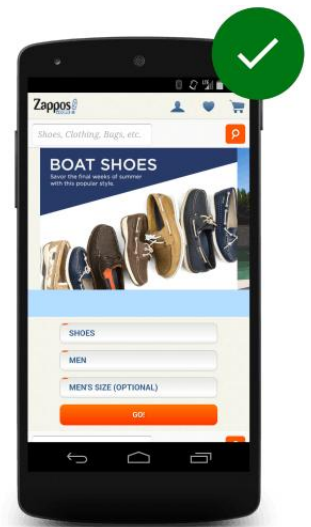 Zappos
Shoes, Clothing, Bags, etc.
BOAT SHOES
Savor the final weeks of summer
with this popular style.
SHOES
MEN
MEN'S SIZE (OPTIONAL)
GO!